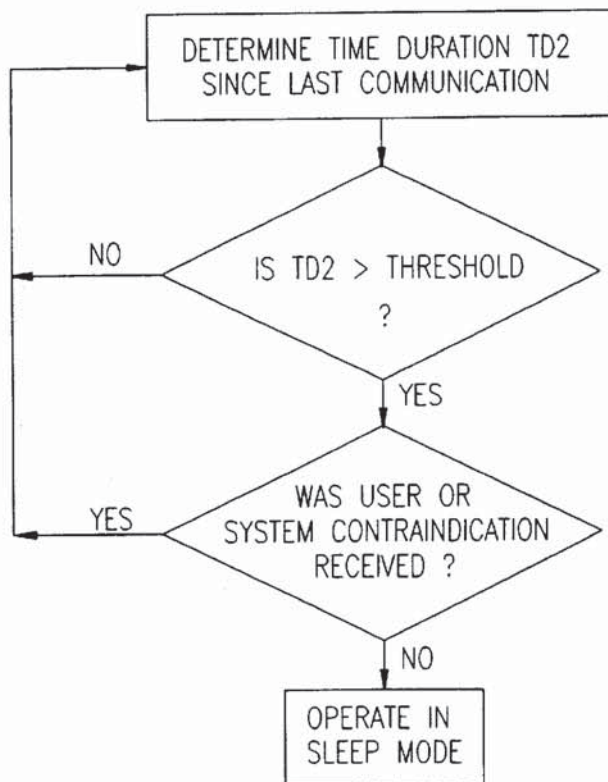 DETERMINE TIME DURATION TD2
SINCE LAST COMMUNICATION
NO
IS TD2 > THRESHOLD
?
YES
WAS USER OR
SYSTEM CONTRAINDICATION
RECEIVED ?
YES
NO
OPERATE IN
SLEEP MODE